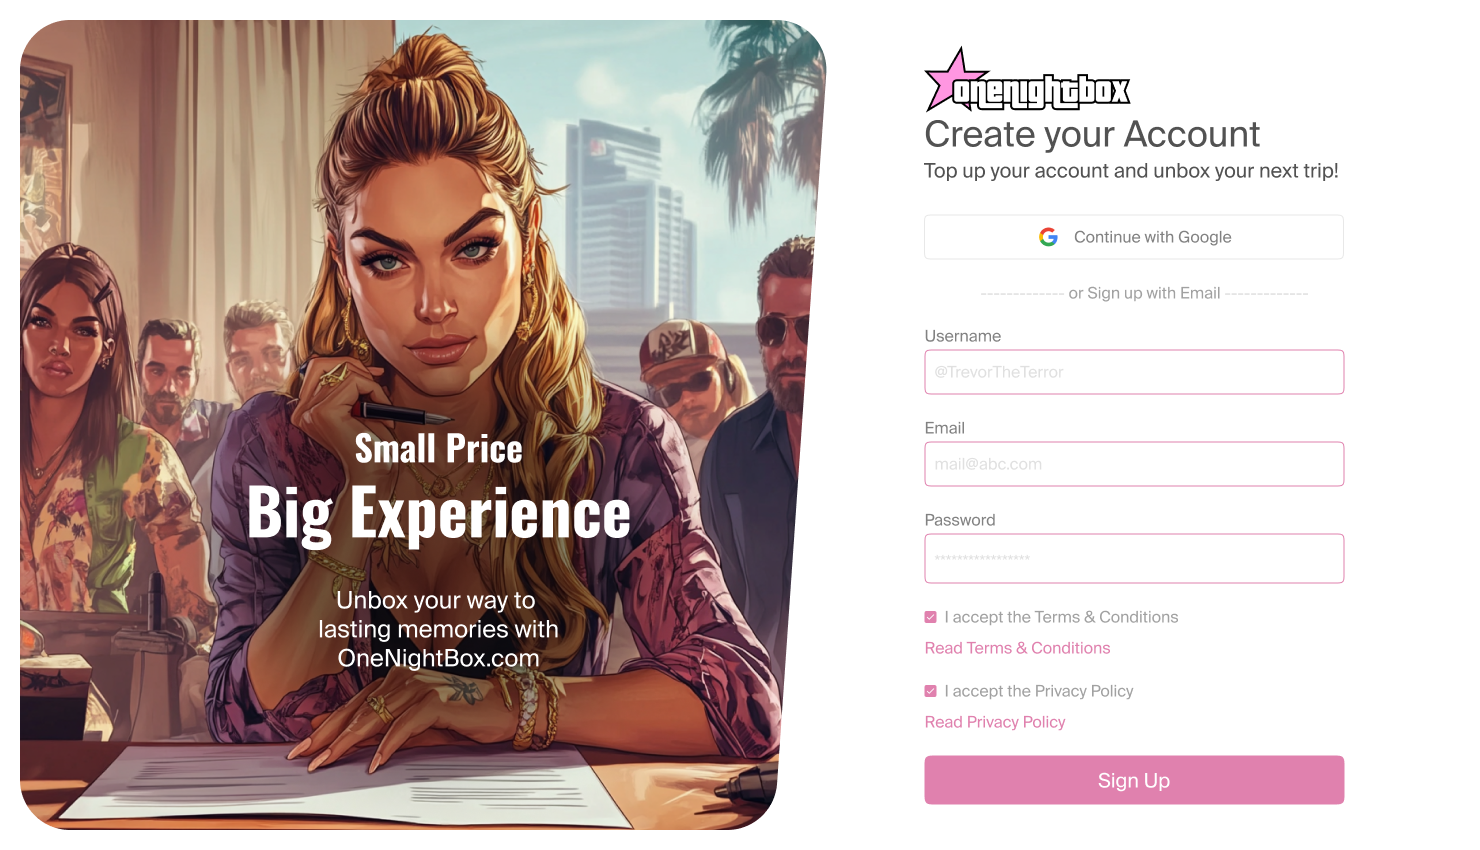 Small Price
Big Experience
Unbox your way to
lasting memories with
OneNightBox.com
onenightbox
Create your Account
Top up your account and unbox your next trip!
Continue with Google
------------- or Sign up with Email -------------
Username
@TrevorTheTerror
Email
mail@abc.com
Password
*****************
I accept the Terms & Conditions
Read Terms & Conditions
I accept the Privacy Policy
Read Privacy Policy
Sign Up